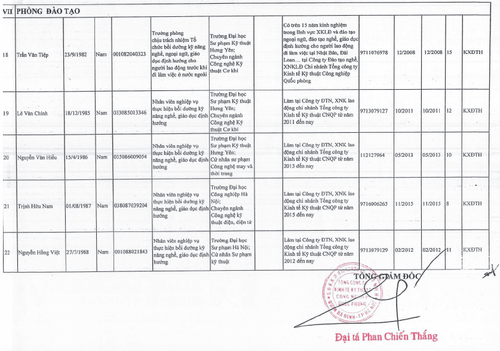 VII PHÒNG ĐÀO TẠO
18 Trần Văn Tiệp 23/9/1982 Nam 001082040323 Trưởng phòng chịu trách nhiệm Tổ chức bồi dưỡng kỹ năng nghề, giáo dục định hướng cho người lao động trước khi đi làm việc ở nước ngoài Trường Đại học Sư phạm Kỹ thuật Hưng Yên; Chuyên ngành Công nghệ Kỹ thuật Cơ khí Có trên 15 năm kinh nghiệm trong lĩnh vực XKLĐ và đào tạo ngoại ngữ, đào tạo nghề, giáo dục định hướng cho người lao động đi làm việc tại Nhật Bản, Đài Loan... tại Công ty Đào tạo nghề, XNKLĐ Chi nhánh Tổng công ty Kinh tế Kỹ thuật Công nghiệp Quốc phòng 9711076978 12/2008 12/2008 15 KXĐTH
19 Lê Văn Chinh 18/12/1985 Nam Nhân viên nghiệp vụ thực hiện bồi dưỡng kỹ năng nghề, giáo dục định hướng Trường Đại học Sư phạm Kỹ thuật Hưng Yên; Chuyên ngành Công nghệ Kỹ thuật Cơ khí Làm tại Công ty ĐTN, XNK lao động chi nhánh Tổng công ty Kinh tế Kỹ thuật CNQP từ năm 2011 đến nay 9713079127 10/2011 10/2011 12 KXĐTH
20 Nguyễn Văn Hiếu 15/4/1986 Nam Nhân viên nghiệp vụ thực hiện bồi dưỡng kỹ năng nghề, giáo dục định hướng Trường Đại học Sư phạm Kỹ thuật Hưng Yên; Cử nhân sư phạm Công nghệ may và thời trang Làm tại Công ty ĐTN, XNK lao động chi nhánh Tổng công ty Kinh tế Kỹ thuật CNQP từ năm 2013 đến nay 05/2013 05/2013 10 KXĐTH
21 Trịnh Hữu Nam 01/08/1987 Nam Nhân viên nghiệp vụ thực hiện bồi dưỡng kỹ năng nghề, giáo dục định hướng Trường Đại học Công nghiệp Hà Nội; Chuyên ngành Công nghệ kỹ thuật điện, điện tử Làm tại Công ty ĐTN, XNK lao động chi nhánh Tổng công ty Kinh tế Kỹ thuật CNQP từ năm 2015 đến nay 11/2015 11/2015 8 KXĐTH
22 Nguyễn Hồng Việt 27/7/1988 Nam 001088021843 Nhân viên nghiệp vụ thực hiện bồi dưỡng kỹ năng nghề, giáo dục định hướng Trường Đại học Sư phạm Hà Nội; Cử nhân Sư phạm kỹ thuật Làm tại Công ty ĐTN, XNK lao động chi nhánh Tổng công ty Kinh tế Kỹ thuật CNQP từ năm 2012 đến nay 9713079129 02/2012 02/2012 11 KXĐTH
TỔNG GIÁM ĐỐC
Đại tá Phan Chiến Thắng